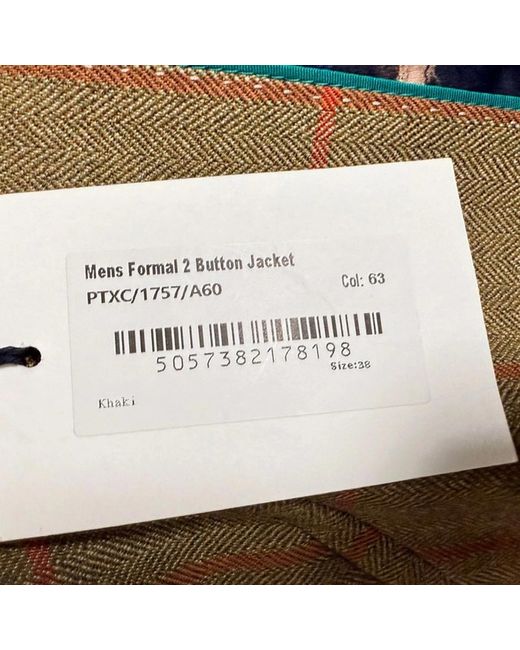 Mens Formal 2 Button Jacket
PTXC/1757/A60 Col: 63
5057382178198
Size:38
Khaki